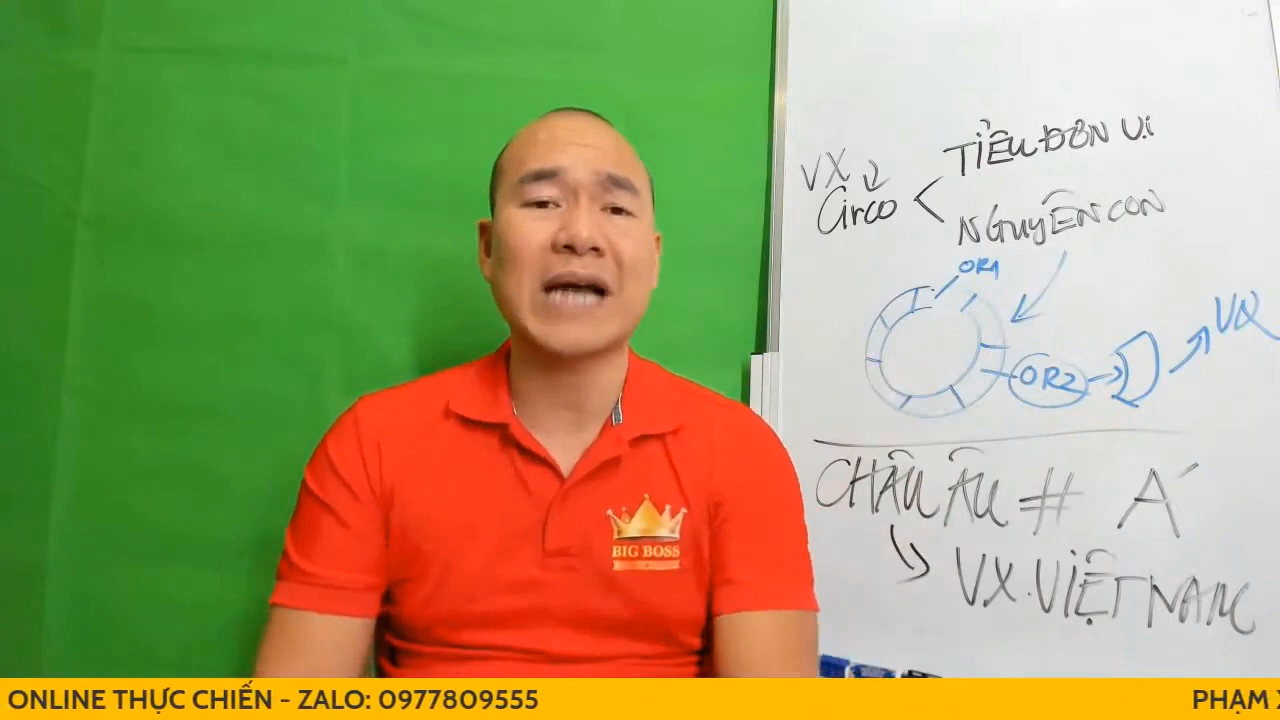 TIỂU ĐƠN VỊ
VX
Circo
NGUYÊN CON
OR1
OR2
CHÂU ÂU # Á
VX. VIỆT NAM
BIG BOSS
ONLINE THỰC CHIẾN - ZALO: 0977809555
PHẠM